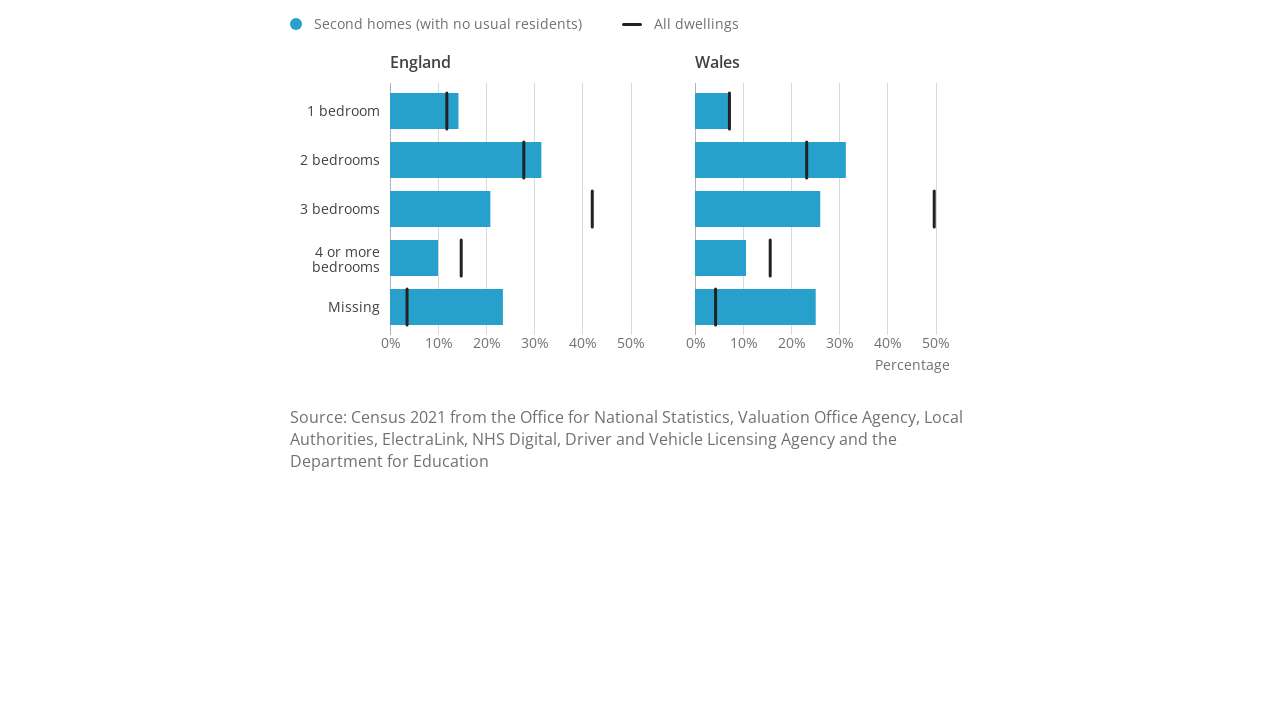 Second homes (with no usual residents) All dwellings
England Wales
1 bedroom
2 bedrooms
3 bedrooms
4 or more
bedrooms
Missing
0% 10% 20% 30% 40% 50% 0% 10% 20% 30% 40% 50%
Percentage
Source: Census 2021 from the Office for National Statistics, Valuation Office Agency, Local
Authorities, ElectraLink, NHS Digital, Driver and Vehicle Licensing Agency and the
Department for Education